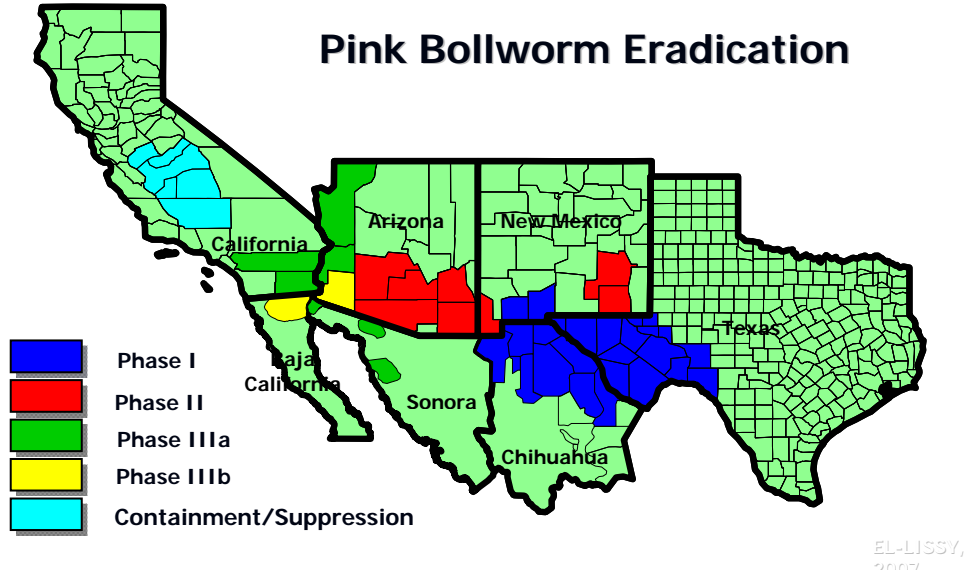 Pink Bollworm Eradication
Arizona
New Mexico
California
Texas
Baja
California
Sonora
Chihuahua
Phase I
Phase II
Phase IIIa
Phase IIIb
Containment/Suppression
EL-LISSY,
2007